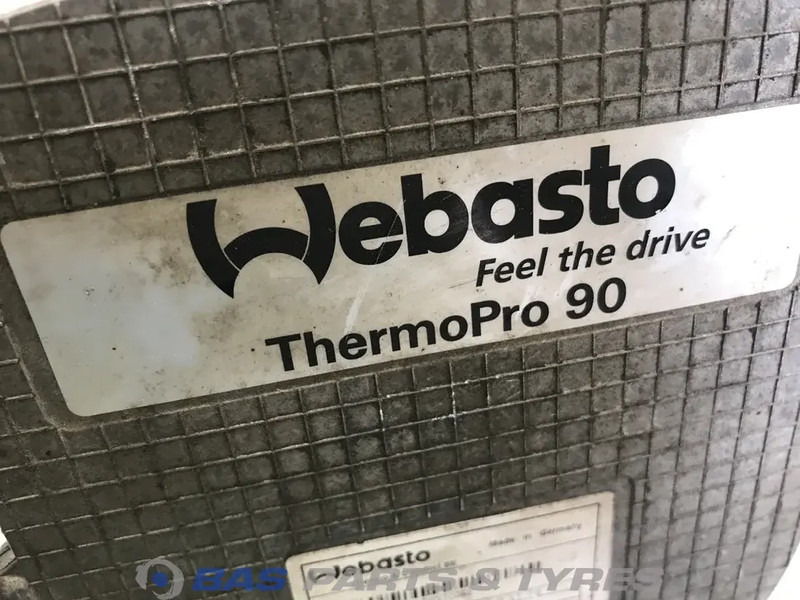 Webasto
Feel the drive
ThermoPro 90
Webasto
Made in Germany
BAS PARTS & TYRES